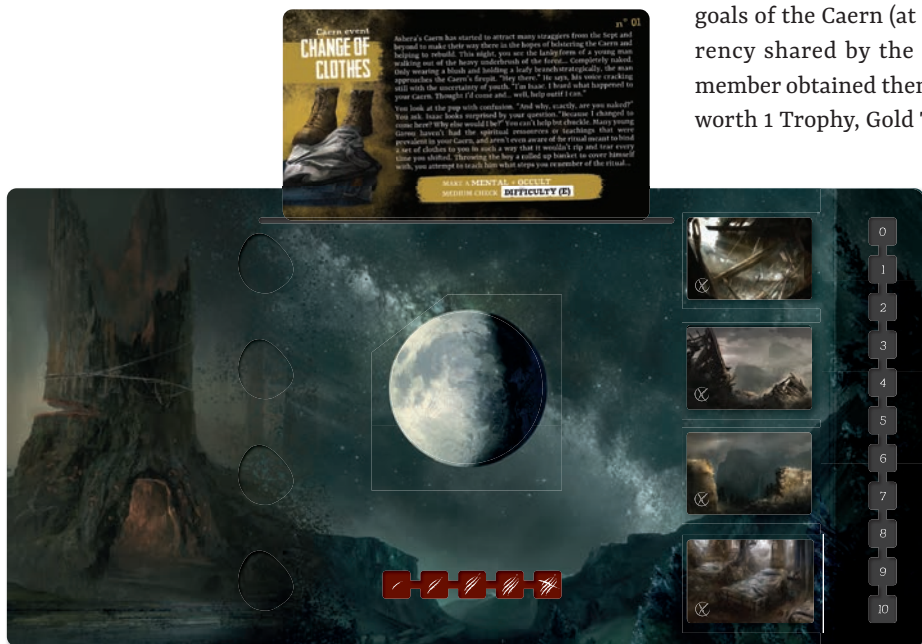 goals of the Caern (at
rency shared by the
member obtained them
worth 1 Trophy, Gold
n° 01
Caern event
CHANGE OF
CLOTHES
Ashera's Caern has started to attract many stragglers from the Sept and
beyond to make their way there in the hopes of bolstering the Caern and
helping to rebuild. This night, you see the lanky form of a young man
walking out of the heavy underbrush of the forest... Completely naked.
Only wearing a blush and holding a leafy branch strategically, the man
approaches the Caern's firepit. "Hey there." He says, his voice cracking
still with the uncertainty of youth. "I'm Isaac. I heard what happened to
your Caern. Thought I'd come and... well, help out if I can."
You look at the pup with confusion. "And why, exactly, are you naked?"
You ask. Isaac looks surprised by your question. "Because I changed to
come here? Why else would I be?" You can't help but chuckle. Many young
Garou haven't had the spiritual resources or teachings that were
prevalent in your Caern, and aren't even aware of the ritual meant to bind
a set of clothes to you in such a way that it wouldn't rip and tear every
time you shifted. Throwing the boy a rolled up blanket to cover himself
with, you attempt to teach him what steps you remember of the ritual...
MAKE A MENTAL + OCCULT
MEDIUM CHECK DIFFICULTY (E)
0
1
2
3
4
5
6
7
8
9
10